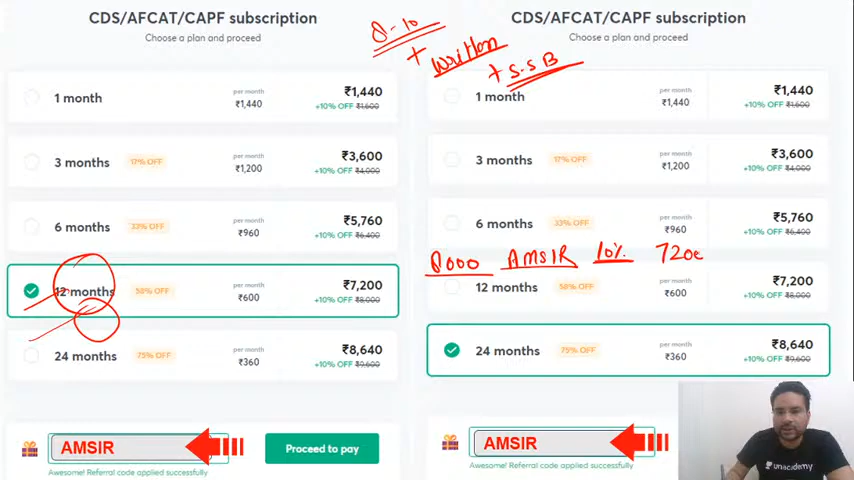 CDS/AFCAT/CAPF subscription
Choose a plan and proceed
1 month
per month
₹1,440
₹1,440
+10% OFF ₹1,600
3 months
17% OFF
per month
₹1,200
₹3,600
+10% OFF ₹4,000
6 months
33% OFF
per month
₹960
₹5,760
+10% OFF ₹6,400
12 months
58% OFF
per month
₹600
₹7,200
+10% OFF ₹8,000
24 months
75% OFF
per month
₹360
₹8,640
+10% OFF ₹9,600
AMSIR
Proceed to pay
Awesome! Referral code applied successfully
8-10
+ written
+ S.S.B
CDS/AFCAT/CAPF subscription
Choose a plan and proceed
1 month
per month
₹1,440
₹1,440
+10% OFF ₹1,600
3 months
17% OFF
per month
₹1,200
₹3,600
+10% OFF ₹4,000
6 months
33% OFF
per month
₹960
₹5,760
+10% OFF ₹6,400
8000 AMSIR 10% 7200
12 months
58% OFF
per month
₹600
₹7,200
+10% OFF ₹8,000
24 months
75% OFF
per month
₹360
₹8,640
+10% OFF ₹9,600
AMSIR
Awesome! Referral code applied successfully
unacademy